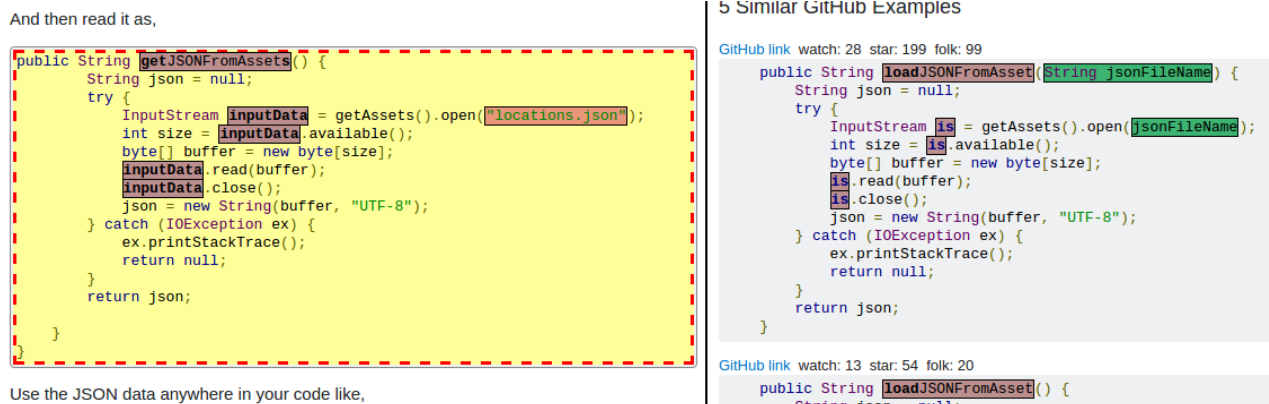 And then read it as,
public String getJSONFromAssets() {
String json = null;
try {
InputStream inputData = getAssets().open("locations.json");
int size = inputData.available();
byte[] buffer = new byte[size];
inputData.read(buffer);
inputData.close();
json = new String(buffer, "UTF-8");
} catch (IOException ex) {
ex.printStackTrace();
return null;
}
return json;
}
}
Use the JSON data anywhere in your code like,
5 Similar GitHub Examples
GitHub link watch: 28 star: 199 folk: 99
public String loadJSONFromAsset(String jsonFileName) {
String json = null;
try {
InputStream is = getAssets().open(jsonFileName);
int size = is.available();
byte[] buffer = new byte[size];
is.read(buffer);
is.close();
json = new String(buffer, "UTF-8");
} catch (IOException ex) {
ex.printStackTrace();
return null;
}
return json;
}
GitHub link watch: 13 star: 54 folk: 20
public String loadJSONFromAsset() {